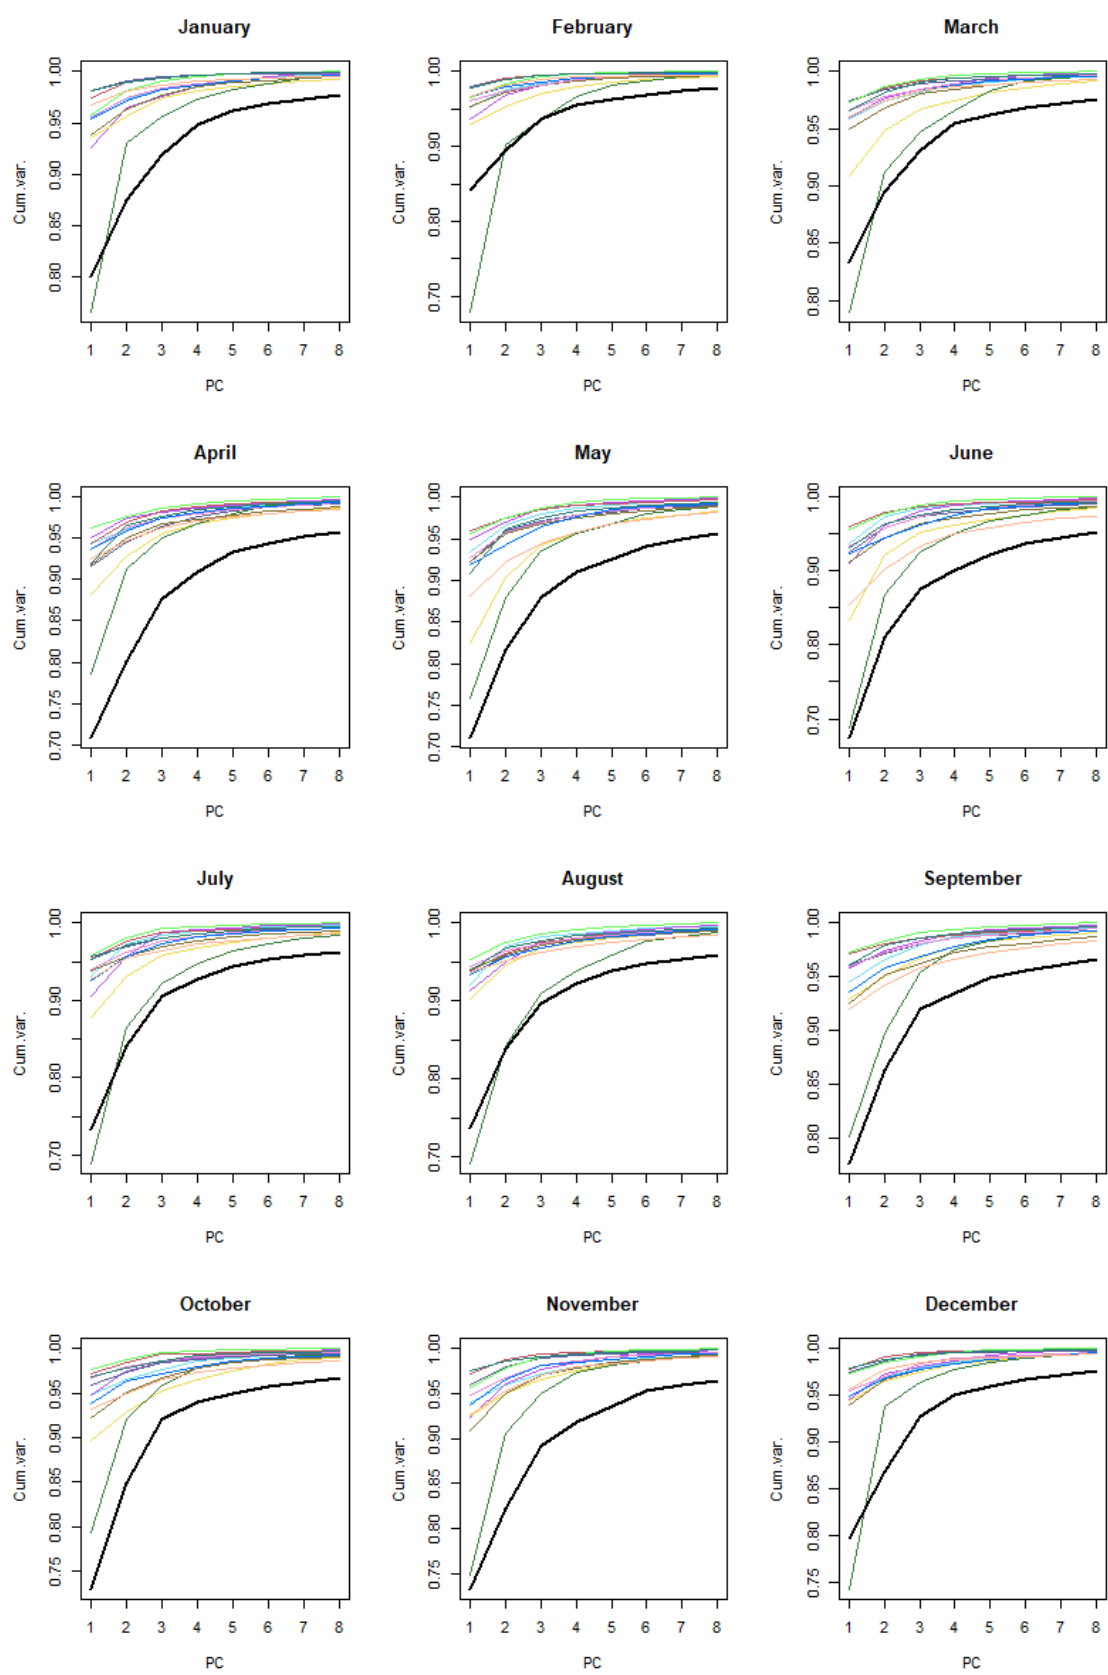 January
Cum.var.
1.00
0.95
0.90
0.85
0.80
1 2 3 4 5 6 7 8
PC
February
Cum.var.
1.00
0.90
0.80
0.70
1 2 3 4 5 6 7 8
PC
March
Cum.var.
1.00
0.95
0.90
0.85
0.80
1 2 3 4 5 6 7 8
PC
April
Cum.var.
1.00
0.95
0.90
0.85
0.80
0.75
0.70
1 2 3 4 5 6 7 8
PC
May
Cum.var.
1.00
0.95
0.90
0.85
0.80
0.75
0.70
1 2 3 4 5 6 7 8
PC
June
Cum.var.
1.00
0.90
0.80
0.70
1 2 3 4 5 6 7 8
PC
July
Cum.var.
1.00
0.90
0.80
0.70
1 2 3 4 5 6 7 8
PC
August
Cum.var.
1.00
0.90
0.80
0.70
1 2 3 4 5 6 7 8
PC
September
Cum.var.
1.00
0.95
0.90
0.85
0.80
1 2 3 4 5 6 7 8
PC
October
Cum.var.
1.00
0.95
0.90
0.85
0.80
0.75
1 2 3 4 5 6 7 8
PC
November
Cum.var.
1.00
0.95
0.90
0.85
0.80
0.75
1 2 3 4 5 6 7 8
PC
December
Cum.var.
1.00
0.95
0.90
0.85
0.80
0.75
1 2 3 4 5 6 7 8
PC